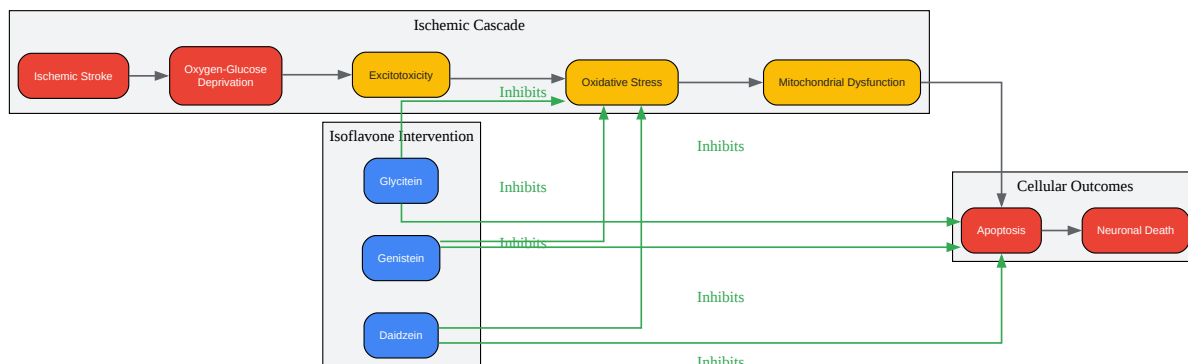 Ischemic Cascade
Ischemic Stroke
Oxygen-Glucose
Deprivation
Excitotoxicity
Oxidative Stress
Mitochondrial Dysfunction
Inhibits
Isoflavone Intervention
Inhibits
Glycitein
Inhibits
Cellular Outcomes
Apoptosis
Neuronal Death
Inhibits
Genistein
Inhibits
Daidzein
Inhibits